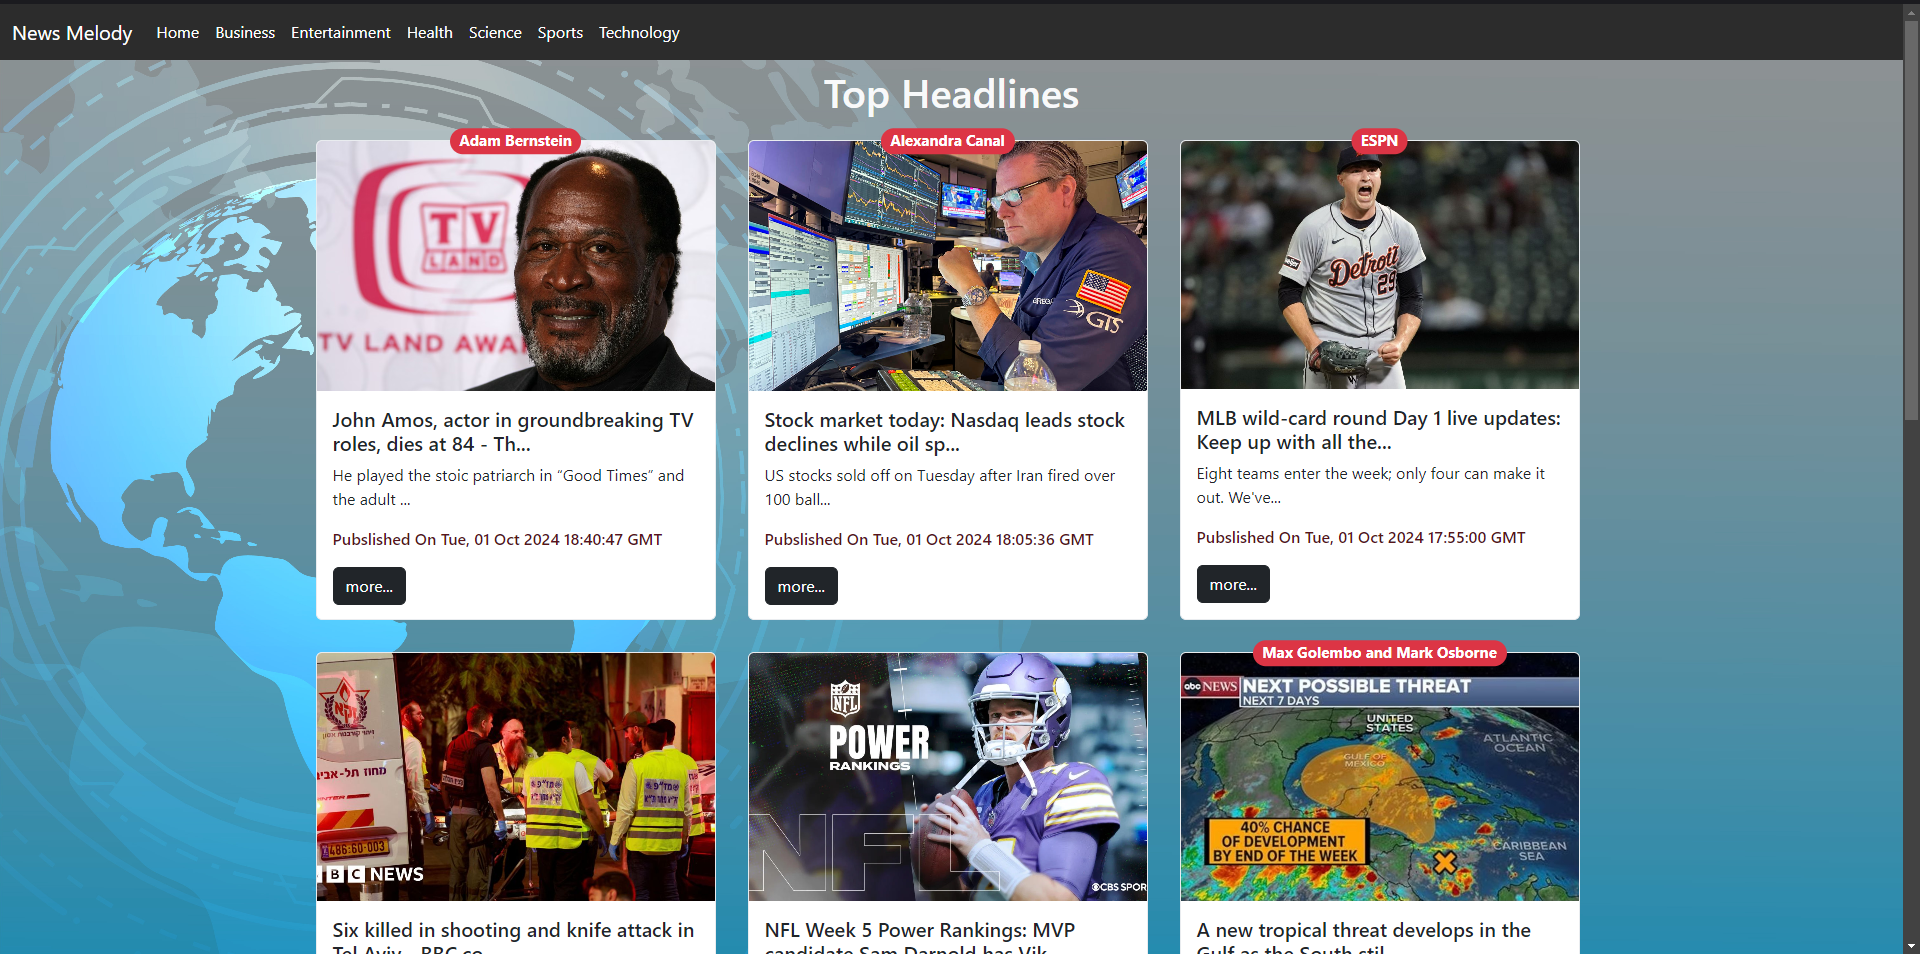 News Melody Home Business Entertainment Health Science Sports Technology
Top Headlines
Adam Bernstein
TV
LAND
TV LAND AWA
John Amos, actor in groundbreaking TV
roles, dies at 84 - Th...
He played the stoic patriarch in “Good Times” and
the adult ...
Pubslished On Tue, 01 Oct 2024 18:40:47 GMT
more...
Alexandra Canal
GTS
Stock market today: Nasdaq leads stock
declines while oil sp...
US stocks sold off on Tuesday after Iran fired over
100 ball...
Pubslished On Tue, 01 Oct 2024 18:05:36 GMT
more...
ESPN
Detroit
29
MLB wild-card round Day 1 live updates:
Keep up with all the...
Eight teams enter the week; only four can make it
out. We've...
Pubslished On Tue, 01 Oct 2024 17:55:00 GMT
more...
מחוז תל-אביב
486-60-003
BBC NEWS
Six killed in shooting and knife attack in
Tel Aviv - BBC.co...
NFL
POWER
RANKINGS
NFL
CBS SPOR
NFL Week 5 Power Rankings: MVP
candidate Sam Darnold has Vik...
Max Golembo and Mark Osborne
abc NEWS NEXT POSSIBLE THREAT
NEXT 7 DAYS
UNITED
STATES
ATLANTIC
OCEAN
GULF OF
MEXICO
40% CHANCE
OF DEVELOPMENT
BY END OF THE WEEK
CARIBBEAN
SEA
A new tropical threat develops in the
Gulf as the South stil...